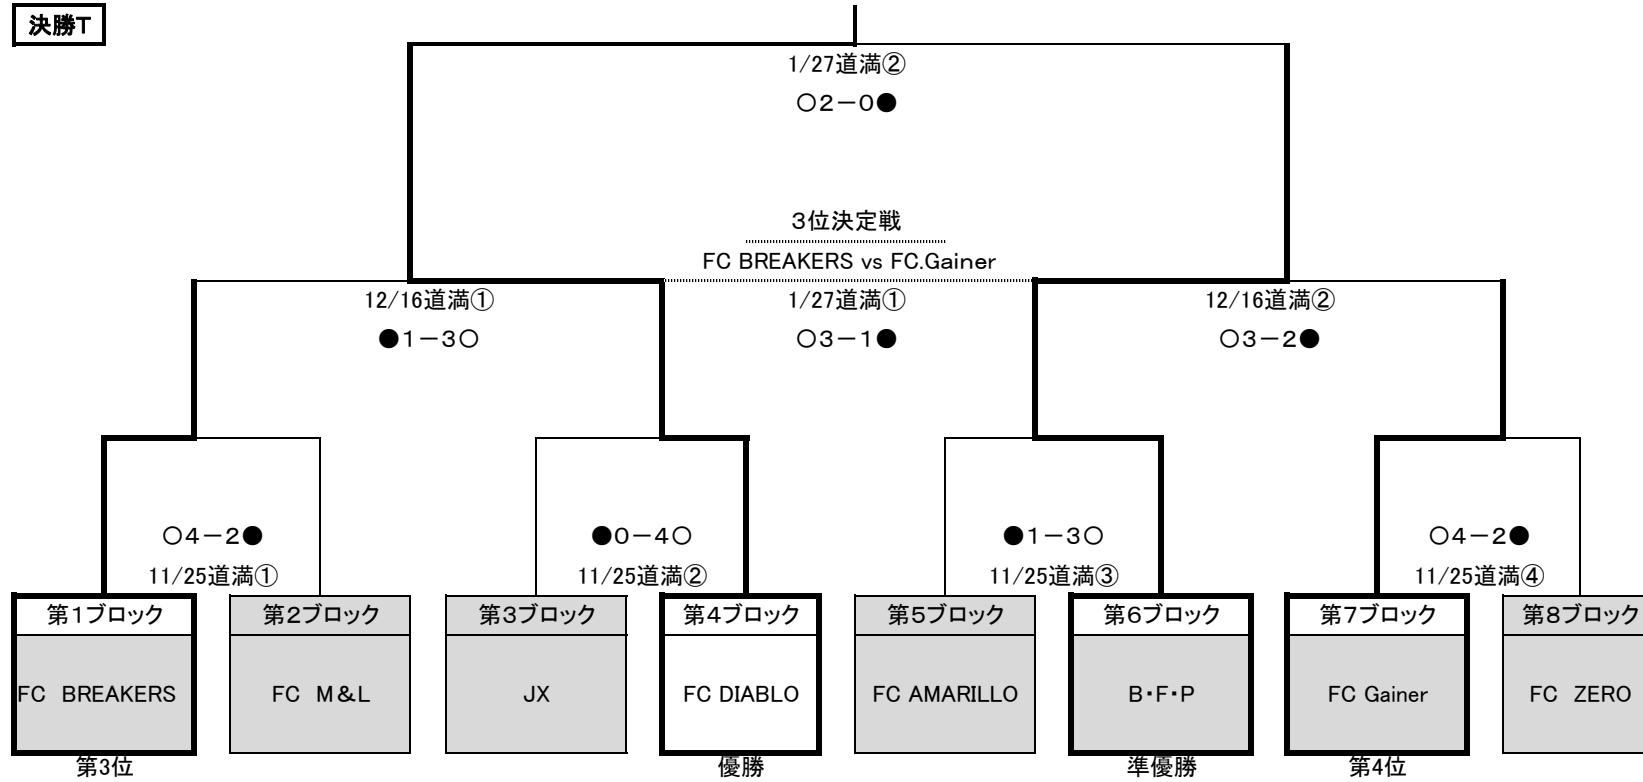 決勝T
1/27道満②
○2－0●
3位決定戦
FC BREAKERS vs FC.Gainer
12/16道満①
1/27道満①
12/16道満②
●1－3○
○3－1●
○3－2●
○4－2●
●0－4○
●1－3○
○4－2●
11/25道満①
11/25道満②
11/25道満③
11/25道満④
第1ブロック
第2ブロック
第3ブロック
第4ブロック
第5ブロック
第6ブロック
第7ブロック
第8ブロック
FC BREAKERS
FC M&L
JX
FC DIABLO
FC AMARILLO
B・F・P
FC Gainer
FC ZERO
第3位
優勝
準優勝
第4位